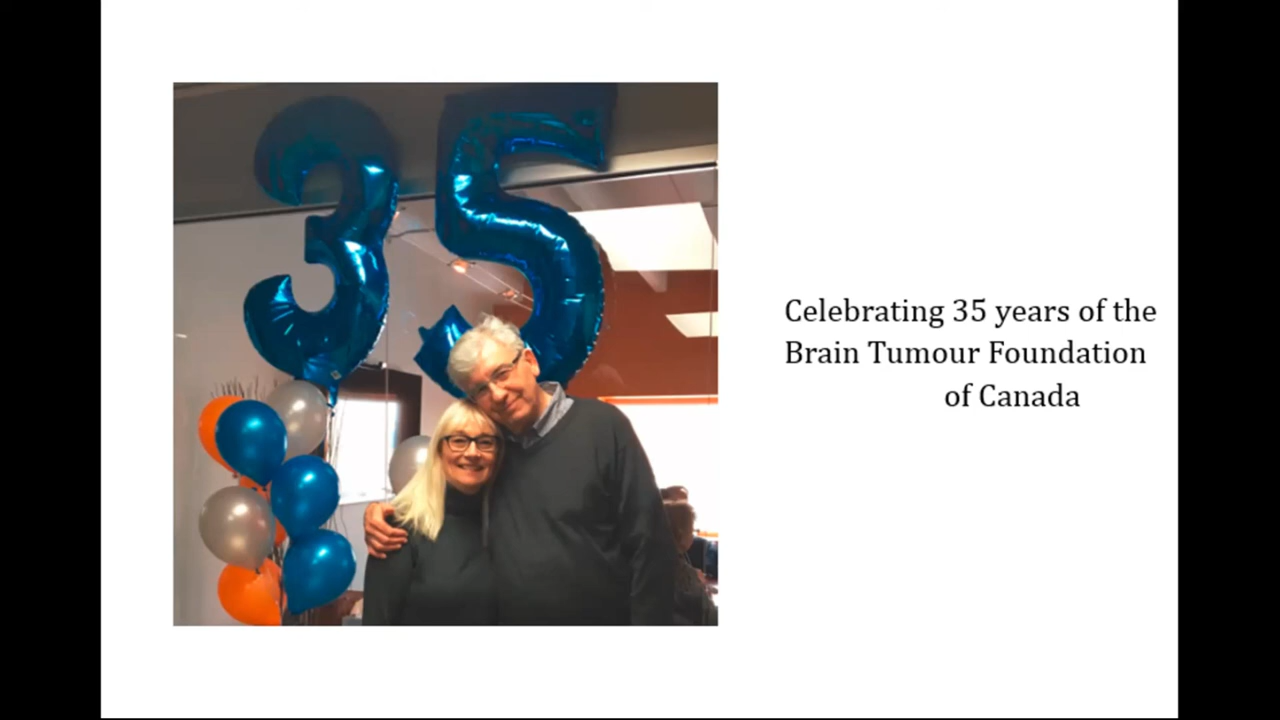 35
Celebrating 35 years of the
Brain Tumour Foundation
of Canada